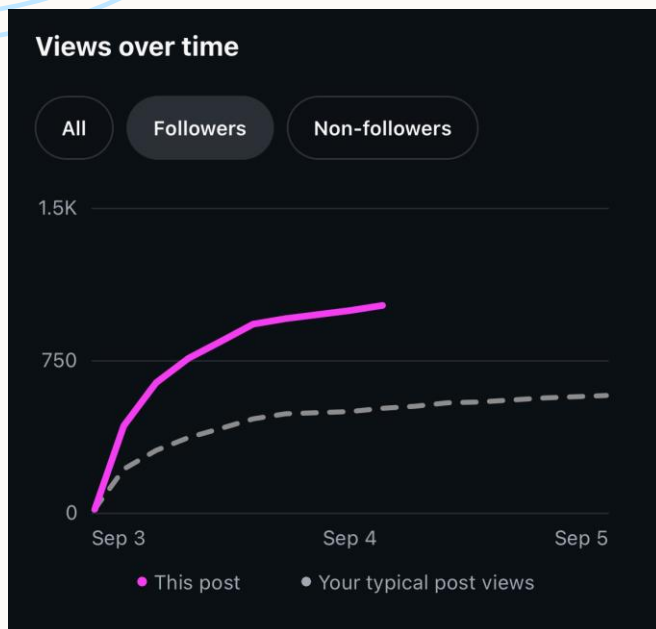 Views over time
All Followers Non-followers
1.5K
750
0
Sep 3 Sep 4 Sep 5
This post Your typical post views